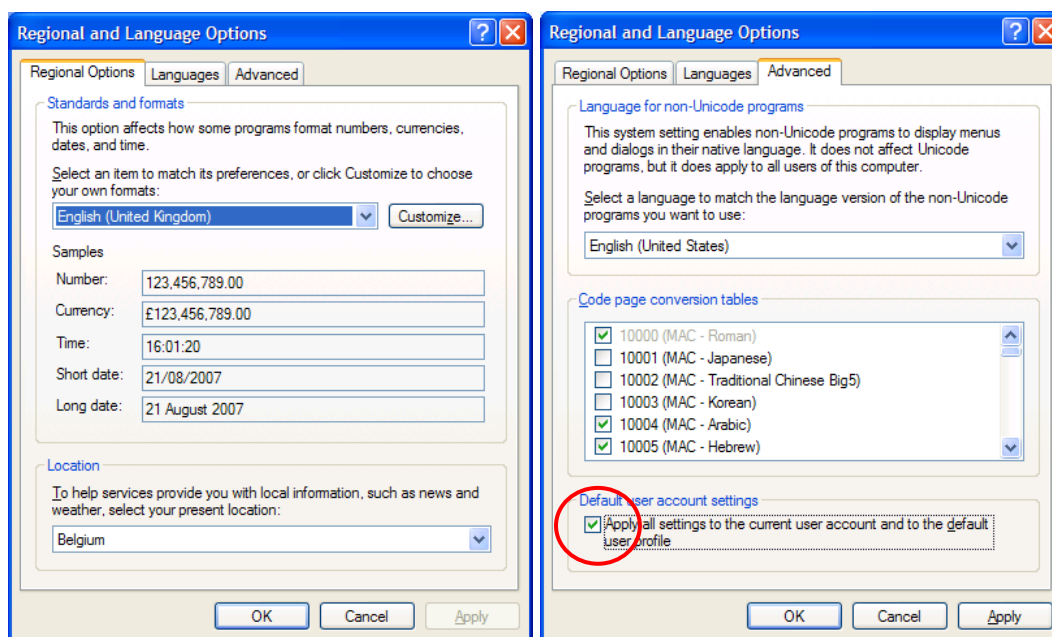 Regional and Language Options
Regional Options
Languages
Advanced
Standards and formats
This option affects how some programs format numbers, currencies,
dates, and time.
Select an item to match its preferences, or click Customize to choose
your own formats:
English (United Kingdom)
Customize...
Samples
Number:
123,456,789.00
Currency:
£123,456,789.00
Time:
16:01:20
Short date:
21/08/2007
Long date:
21 August 2007
Location
To help services provide you with local information, such as news and
weather, select your present location:
Belgium
OK
Cancel
Apply
Regional and Language Options
Regional Options
Languages
Advanced
Language for non-Unicode programs
This system setting enables non-Unicode programs to display menus
and dialogs in their native language. It does not affect Unicode
programs, but it does apply to all users of this computer.
Select a language to match the language version of the non-Unicode
programs you want to use:
English (United States)
Code page conversion tables
10000 (MAC - Roman)
10001 (MAC - Japanese)
10002 (MAC - Traditional Chinese Big5)
10003 (MAC - Korean)
10004 (MAC - Arabic)
10005 (MAC - Hebrew)
Default user account settings
Apply all settings to the current user account and to the default
user profile
OK
Cancel
Apply